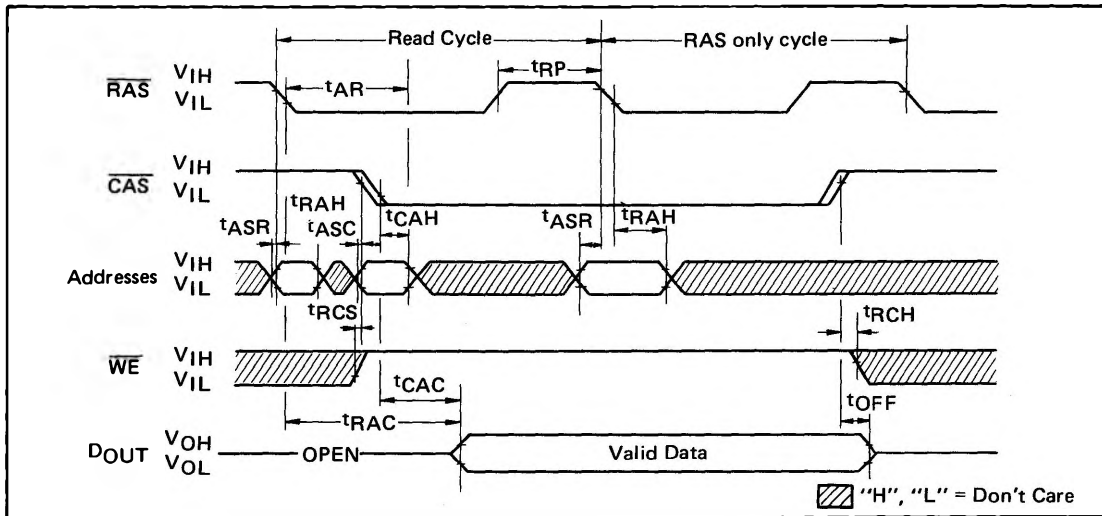 Read Cycle RAS only cycle
tRP
RAS VIH
VIL
tAR
CAS VIH
VIL
tRAH
tASR tASC tCAH tASR tRAH
Addresses VIH
VIL
tRCS
tRCH
WE VIH
VIL
tCAC
tOFF
tRAC
DOUT VOH
VOL
OPEN Valid Data
"H", "L" = Don't Care